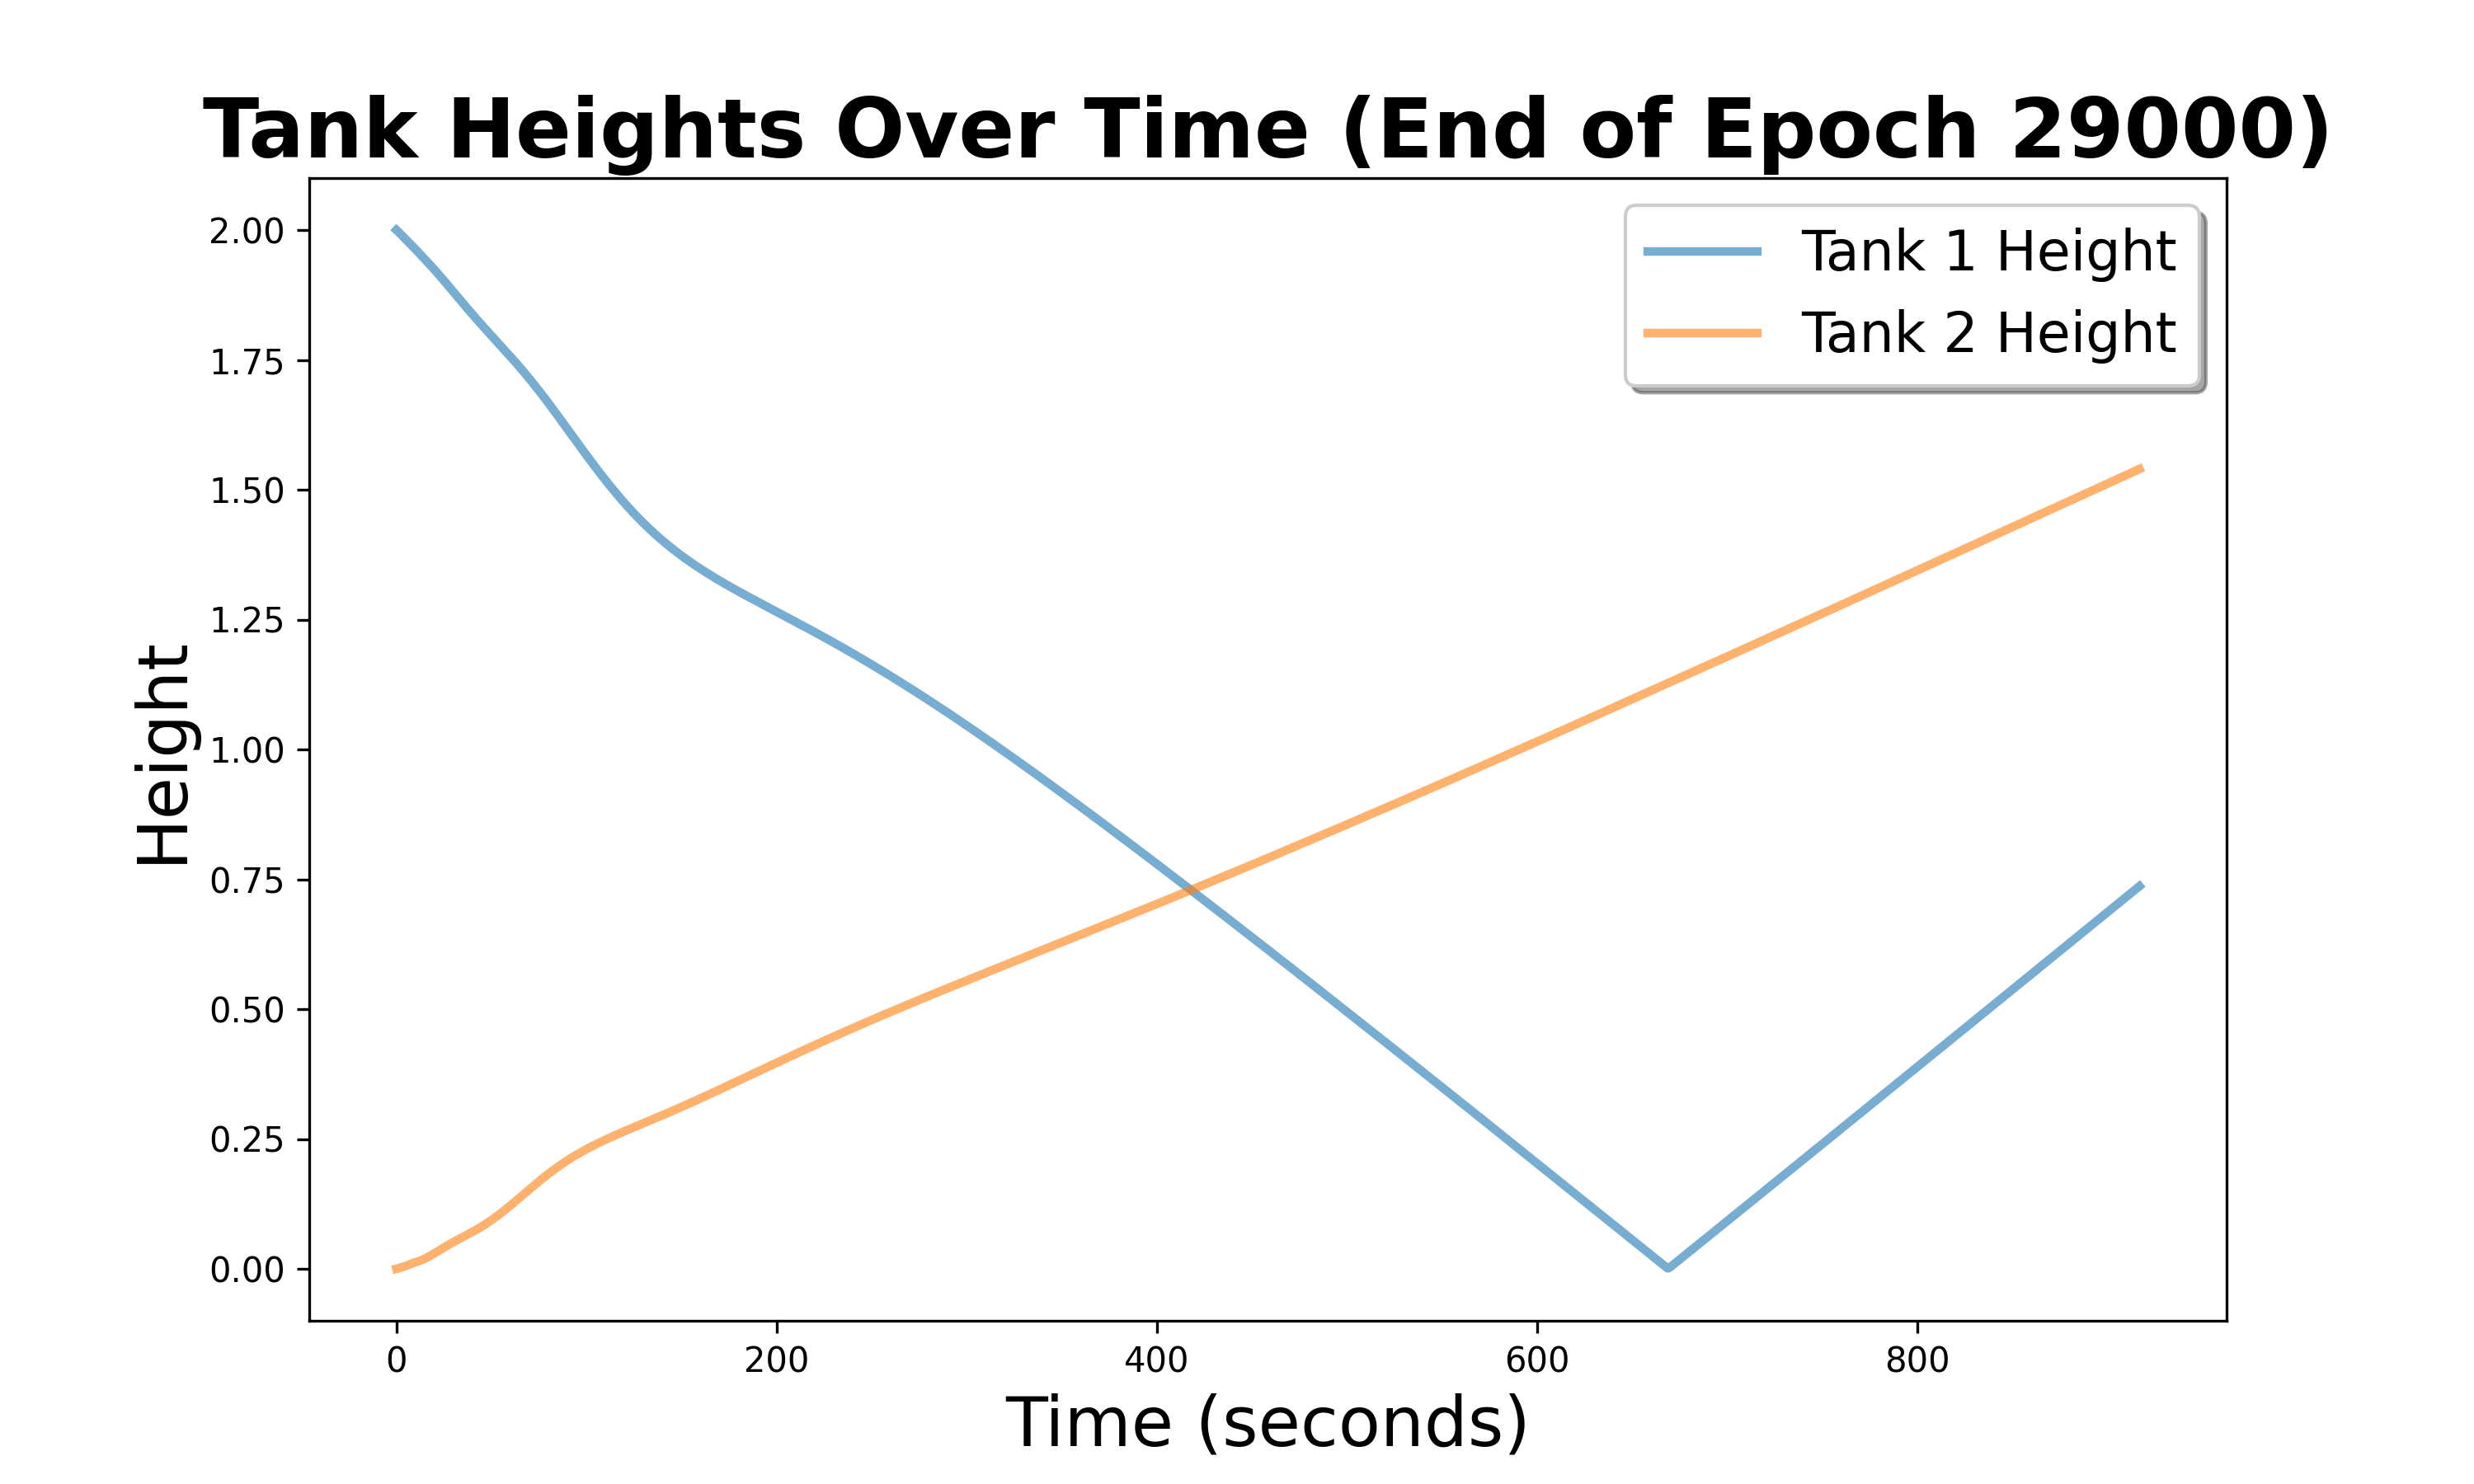 Tank Heights Over Time (End of Epoch 29000)
Tank 1 Height
Tank 2 Height
Height
2.00
1.75
1.50
1.25
1.00
0.75
0.50
0.25
0.00
0 200 400 600 800
Time (seconds)